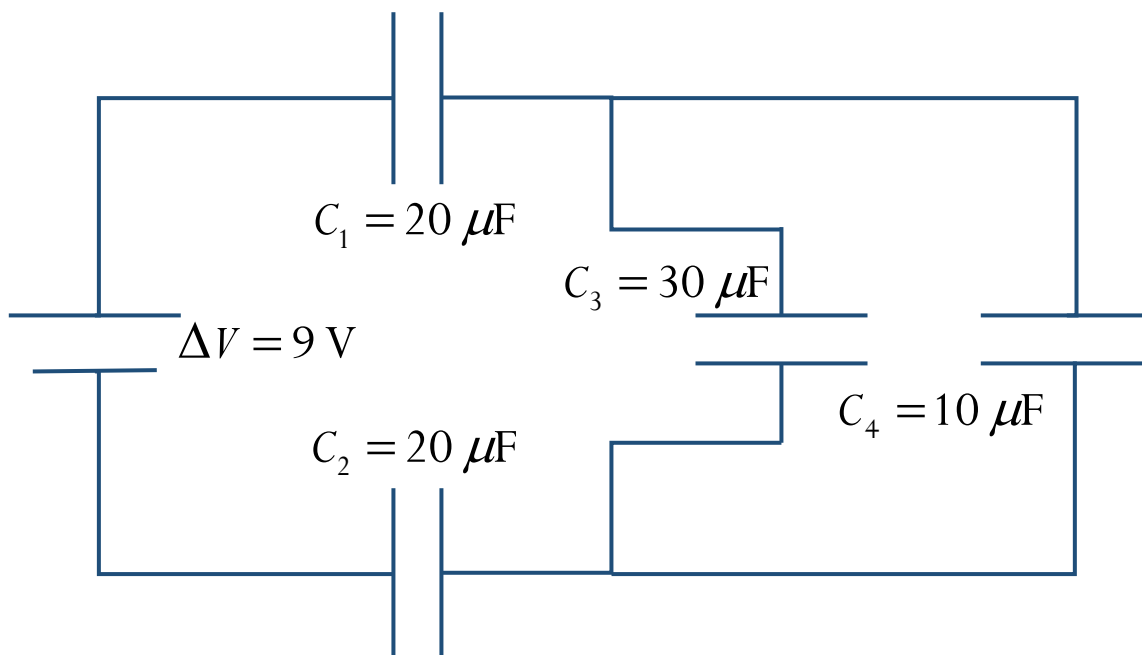 C₁ = 20 μF
C₃ = 30 μF
ΔV = 9 V
C₄ = 10 μF
C₂ = 20 μF